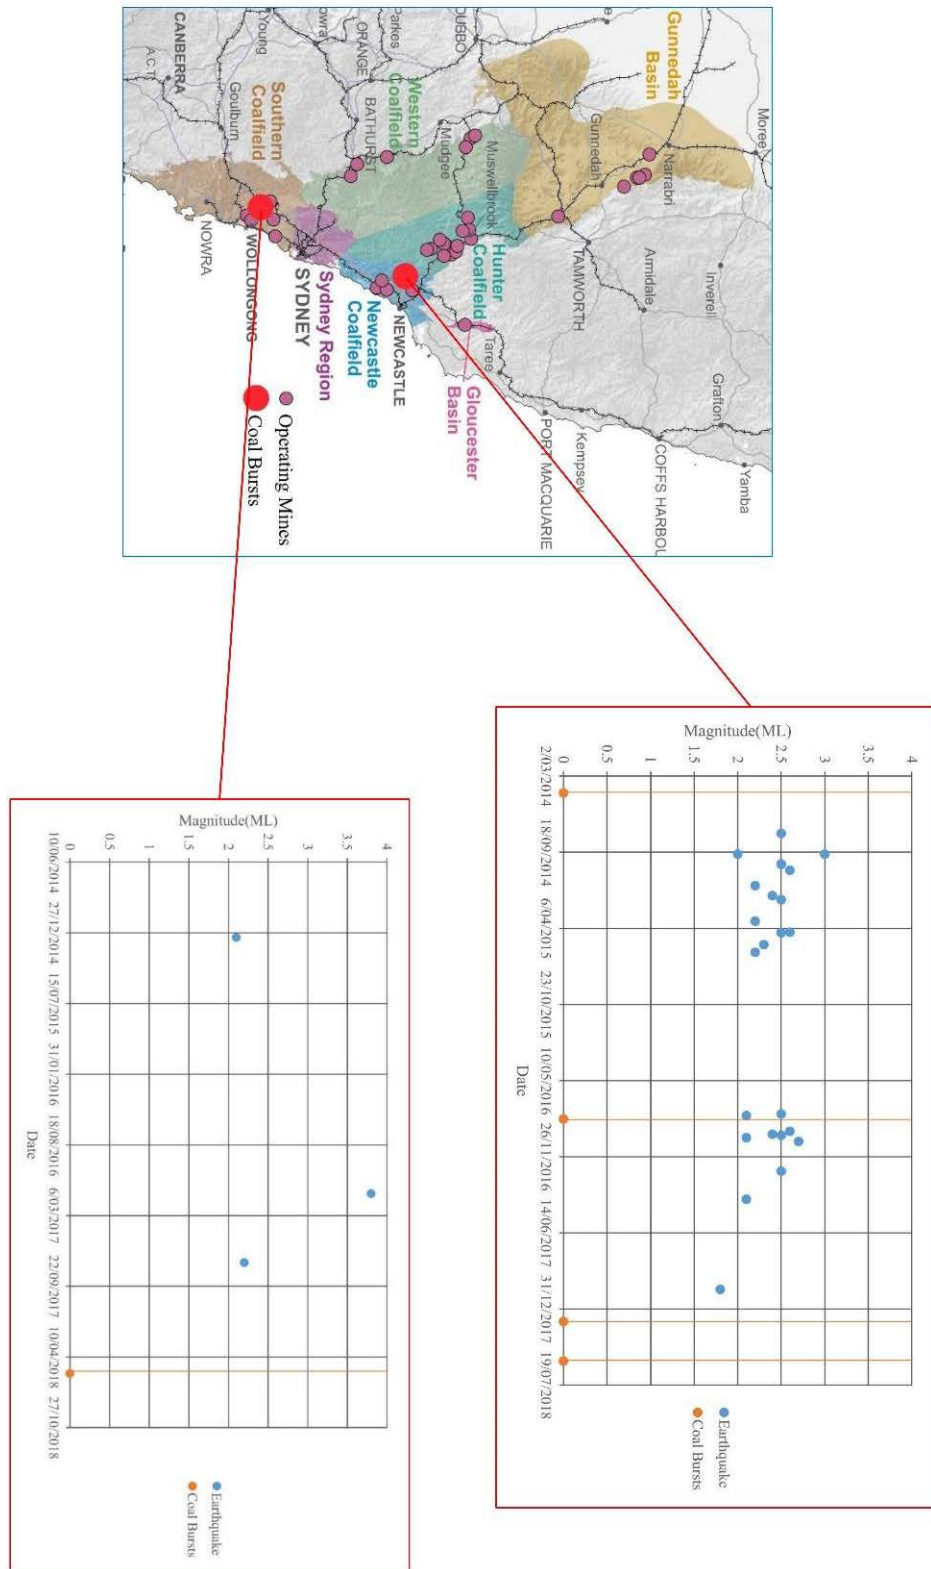 Gunnedah
Basin
Moree
Narrabri
Gunnedah
Inverell
Armidale
TAMWORTH
Grafton
Yamba
COFFS HARBOU
Kempsey
PORT MACQUARIE
DUBBO
Parkes
ORANGE
owra
Young
CANBERRA
A.C.T.
Goulburn
BATHURST
Mudgee
Muswellbrook
Western
Coalfield
Hunter
Coalfield
Gloucester
Basin
Taree
NEWCASTLE
Newcastle
Coalfield
Sydney Region
SYDNEY
WOLLONGONG
NOWRA
Southern
Coalfield
Operating Mines
Coal Bursts
Magnitude(ML)
4
3.5
3
2.5
2
1.5
1
0.5
0
2/03/2014
18/09/2014
6/04/2015
23/10/2015
10/05/2016
26/11/2016
14/06/2017
31/12/2017
19/07/2018
Date
Earthquake
Coal Bursts
Magnitude(ML)
4
3.5
3
2.5
2
1.5
1
0.5
0
10/06/2014
27/12/2014
15/07/2015
31/01/2016
18/08/2016
6/03/2017
22/09/2017
10/04/2018
27/10/2018
Date
Earthquake
Coal Bursts